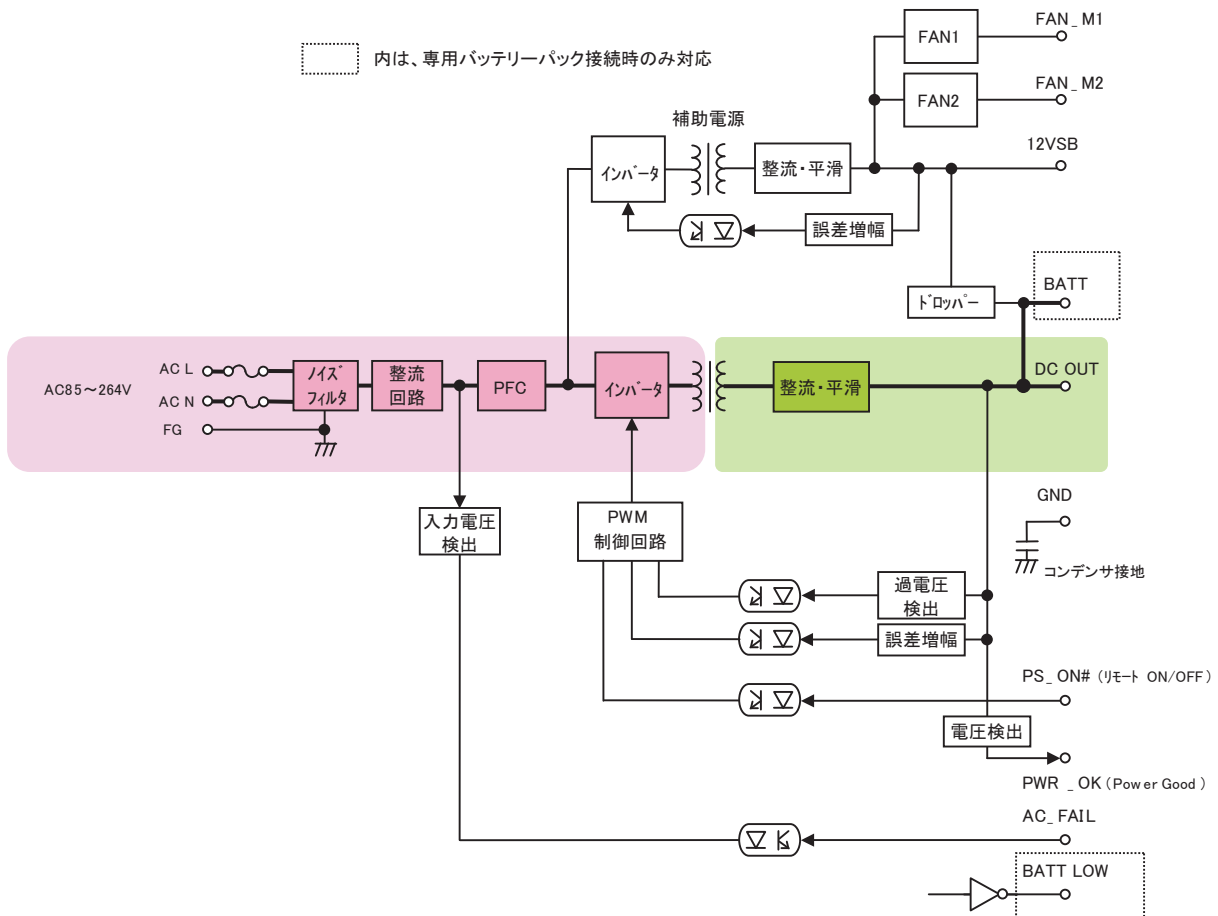 内は、専用バッテリーパック接続時のみ対応
FAN1
FAN_M1
FAN2
FAN_M2
補助電源
12VSB
インバータ
整流・平滑
誤差増幅
ドロッパー
BATT
AC85～264V
AC L
AC N
FG
ノイズ
フィルタ
整流
回路
PFC
インバータ
整流・平滑
DC OUT
入力電圧
検出
PWM
制御回路
GND
コンデンサ接地
過電圧
検出
誤差増幅
PS_ON# (リモート ON/OFF)
電圧検出
PWR _OK (Power Good)
AC_FAIL
BATT LOW